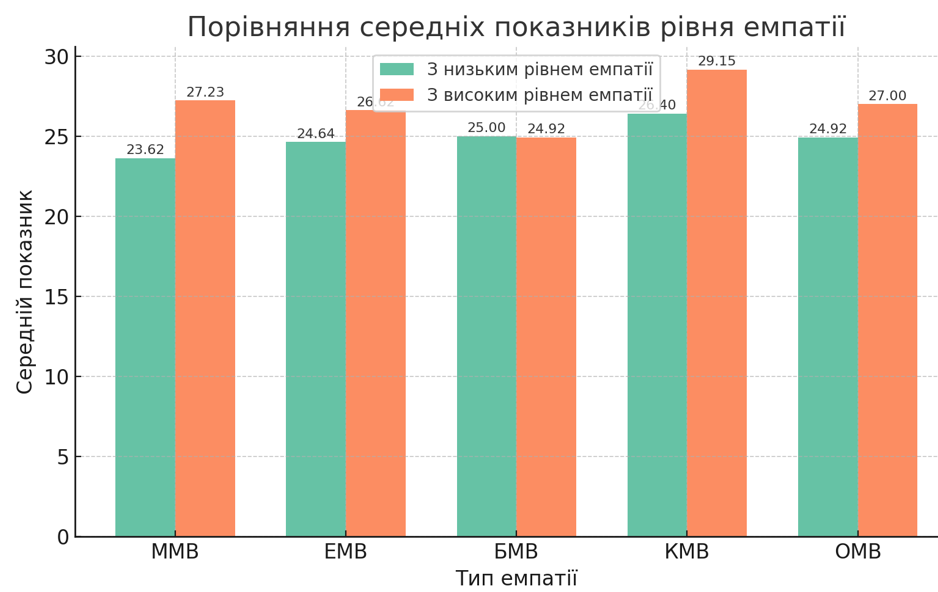 Порівняння середніх показників рівня емпатії
З низьким рівнем емпатії
З високим рівнем емпатії
30
25
20
15
10
5
0
Середній показник
23.62
27.23
24.64
26.62
25.00
24.92
26.40
29.15
24.92
27.00
ММВ
ЕМВ
БМВ
КМВ
ОМВ
Тип емпатії